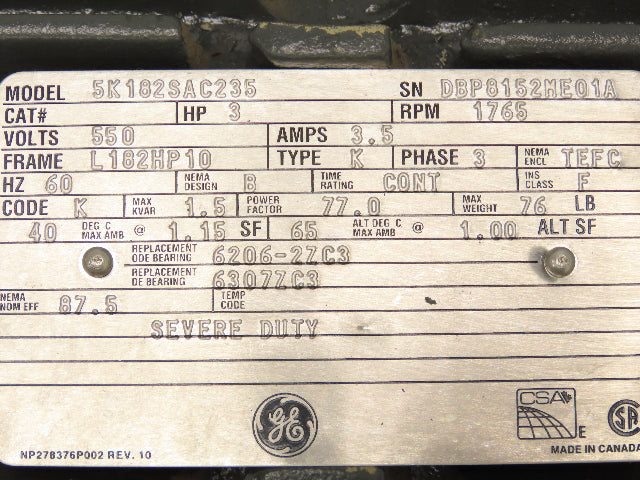 MODEL 5K182SAC235 SN DBP8152ME01A
CAT# HP 3 RPM 1765
VOLTS 550 AMPS 3.5
FRAME L182HP10 TYPE K PHASE 3 NEMA ENCL TEFC
HZ 60 NEMA DESIGN B TIME RATING CONT INS CLASS F
CODE K MAX KVAR 1.5 POWER FACTOR 77.0 MAX WEIGHT 76 LB
40 DEG C MAX AMB @ 1.15 SF 65 ALT DEG C MAX AMB @ 1.00 ALT SF
REPLACEMENT ODE BEARING 6206-2ZC3
REPLACEMENT DE BEARING 6307ZC3
NEMA NOM EFF 87.5 TEMP CODE
SEVERE DUTY
GE CSA E SA
NP278376P002 REV. 10 MADE IN CANADA